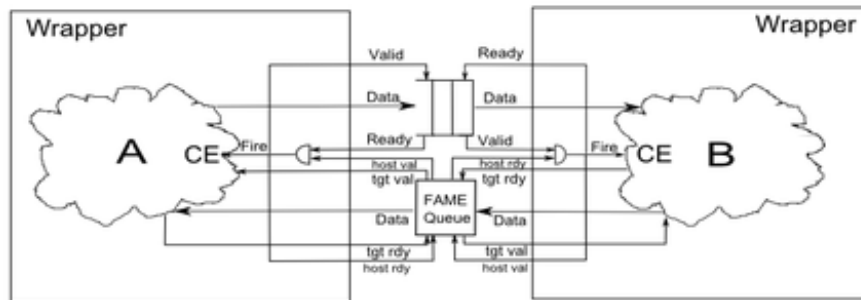 Wrapper
Wrapper
Valid
Ready
Data
Data
A
CE
Fire
Ready
Valid
Fire
CE
B
host val
host rdy
tgt val
tgt rdy
FAME
Queue
Data
Data
tgt rdy
tgt val
host rdy
host val